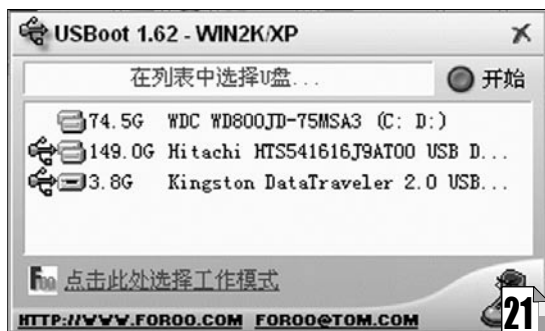 USBoot 1.62 - WIN2K/XP
在列表中选择U盘...
开始
74.5G WDC WD800JD-75MSA3 (C: D:)
149.0G Hitachi HTS541616J9AT00 USB D...
3.8G Kingston DataTraveler 2.0 USB...
Foo 点击此处选择工作模式
HTTP://WWW.FOROO.COM FOROO@TOM.COM
21